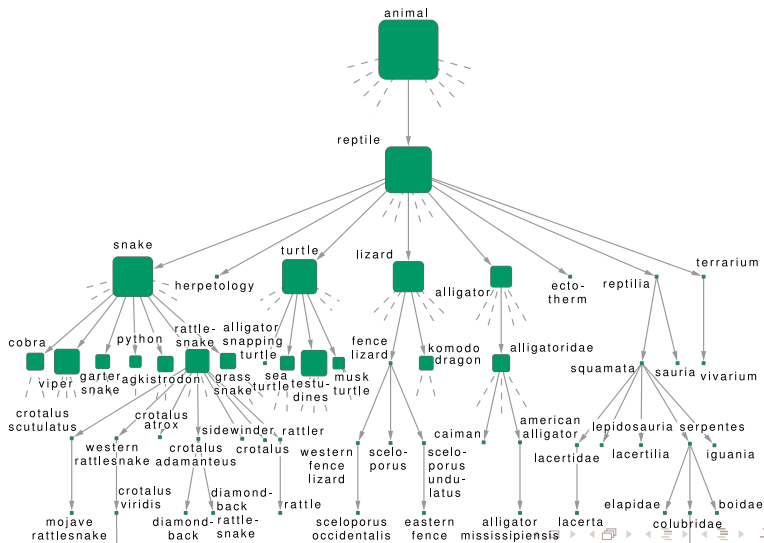 animal
reptile
snake
herpetology
turtle
lizard
alligator
ecto-
therm
reptilia
terrarium
cobra
viper
garter
snake
python
agkistrodon
rattle-
snake
grass
snake
alligator
snapping
turtle
sea
turtle
testu-
dines
musk
turtle
fence
lizard
komodo
dragon
alligatoridae
squamata
sauria
vivarium
crotalus
scutulatus
western
rattlesnake
crotalus
atrox
crotalus
adamanteus
sidewinder
crotalus
rattler
western
fence
lizard
scelo-
porus
scelo-
porus
undu-
latus
caiman
american
alligator
lacertidae
lepidosauria
lacertilia
serpentes
iguania
mojave
rattlesnake
crotalus
viridis
diamond-
back
diamond-
back
rattle-
snake
rattle
sceloporus
occidentalis
eastern
fence
alligator
mississipiensis
lacerta
elapidae
colubridae
boidae